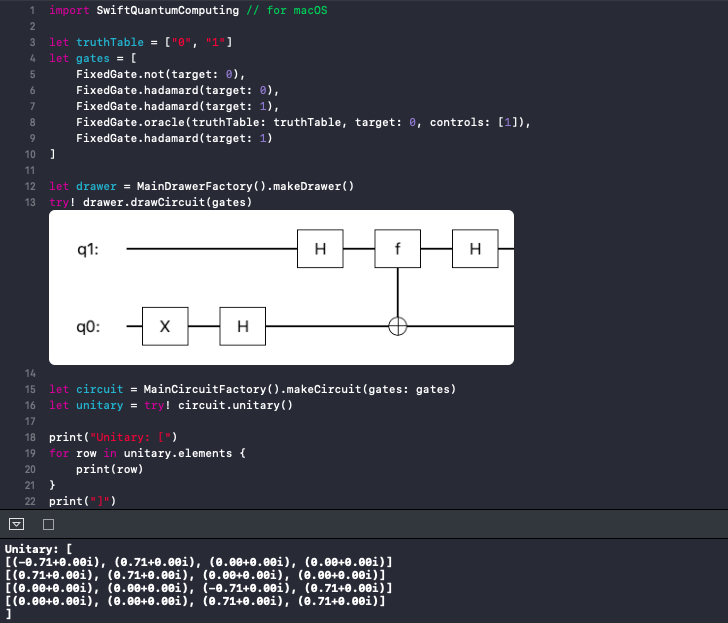 1 import SwiftQuantumComputing // for macOS
2
3 let truthTable = ["0", "1"]
4 let gates = [
5     FixedGate.not(target: 0),
6     FixedGate.hadamard(target: 0),
7     FixedGate.hadamard(target: 1),
8     FixedGate.oracle(truthTable: truthTable, target: 0, controls: [1]),
9     FixedGate.hadamard(target: 1)
10 ]
11
12 let drawer = MainDrawerFactory().makeDrawer()
13 try! drawer.drawCircuit(gates)
q1: H f H
q0: X H
14
15 let circuit = MainCircuitFactory().makeCircuit(gates: gates)
16 let unitary = try! circuit.unitary()
17
18 print("Unitary: [")
19 for row in unitary.elements {
20     print(row)
21 }
22 print("]")
Unitary: [
[(-0.71+0.00i), (0.71+0.00i), (0.00+0.00i), (0.00+0.00i)]
[(0.71+0.00i), (0.71+0.00i), (0.00+0.00i), (0.00+0.00i)]
[(0.00+0.00i), (0.00+0.00i), (-0.71+0.00i), (0.71+0.00i)]
[(0.00+0.00i), (0.00+0.00i), (0.71+0.00i), (0.71+0.00i)]
]